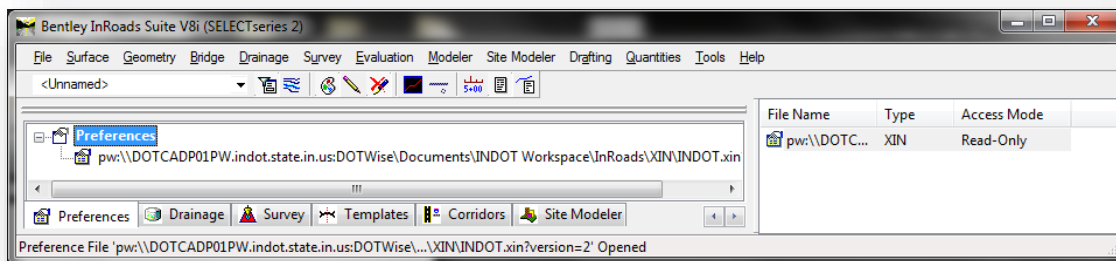 Bentley InRoads Suite V8i (SELECTseries 2)
File Surface Geometry Bridge Drainage Survey Evaluation Modeler Site Modeler Drafting Quantities Tools Help
<Unnamed>
5+00
File Name Type Access Mode
Preferences
pw:\\DOTC... XIN Read-Only
pw:\\DOTCADP01PW.indot.state.in.us:DOTWise\Documents\INDOT Workspace\InRoads\XIN\INDOT.xin
Preferences Drainage Survey Templates Corridors Site Modeler
Preference File 'pw:\\DOTCADP01PW.indot.state.in.us:DOTWise\...\XIN\INDOT.xin?version=2' Opened